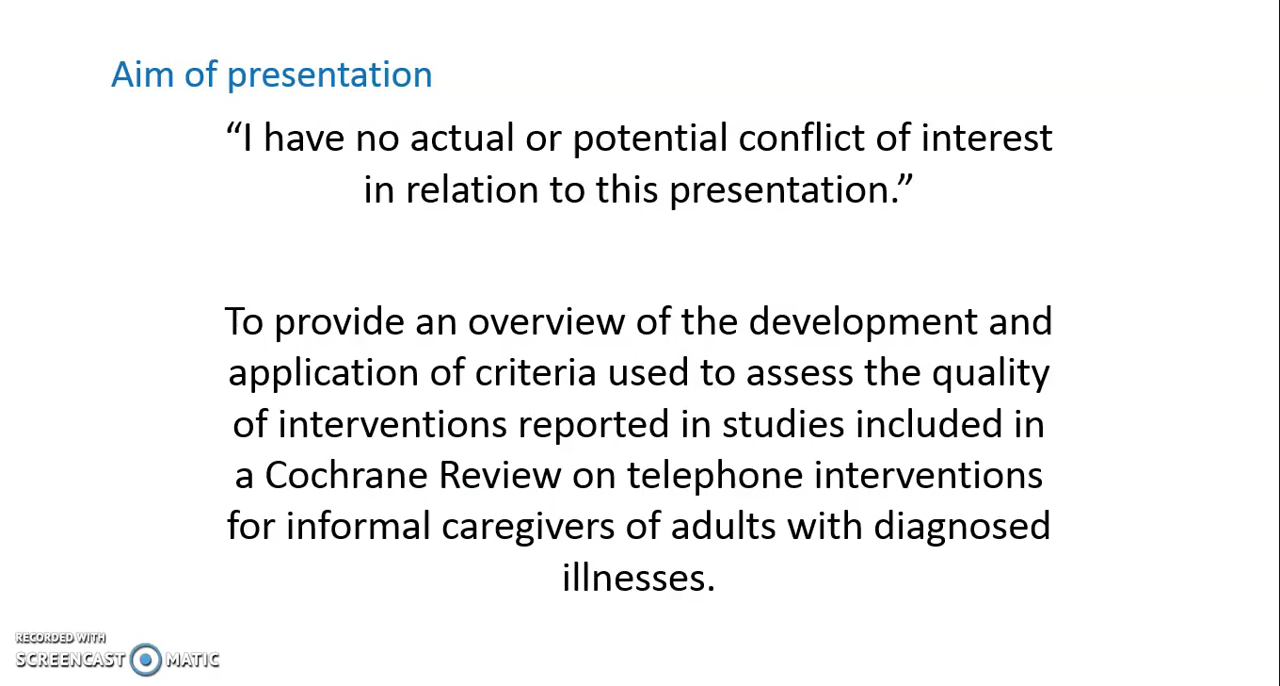 Aim of presentation
“I have no actual or potential conflict of interest
in relation to this presentation.”
To provide an overview of the development and
application of criteria used to assess the quality
of interventions reported in studies included in
a Cochrane Review on telephone interventions
for informal caregivers of adults with diagnosed
illnesses.
RECORDED WITH
SCREENCAST MATIC